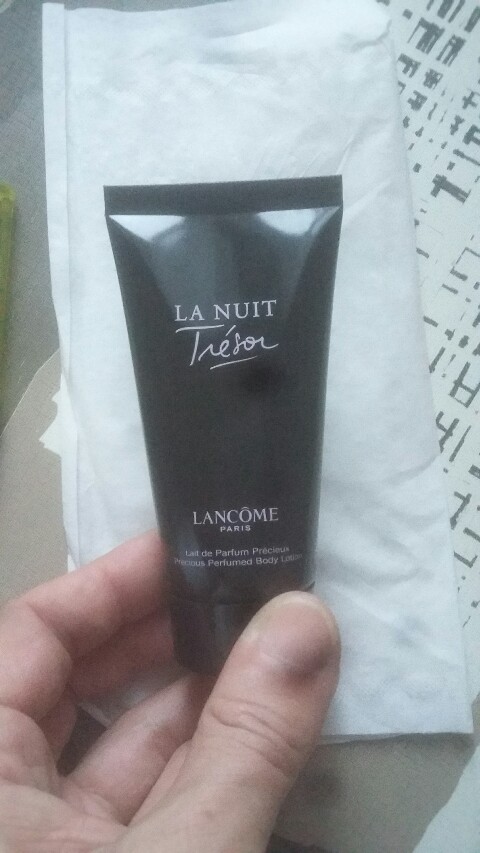 LA NUIT
Trésor
LANCÔME
PARIS
Lait de Parfum Précieux
Precious Perfumed Body Lotion